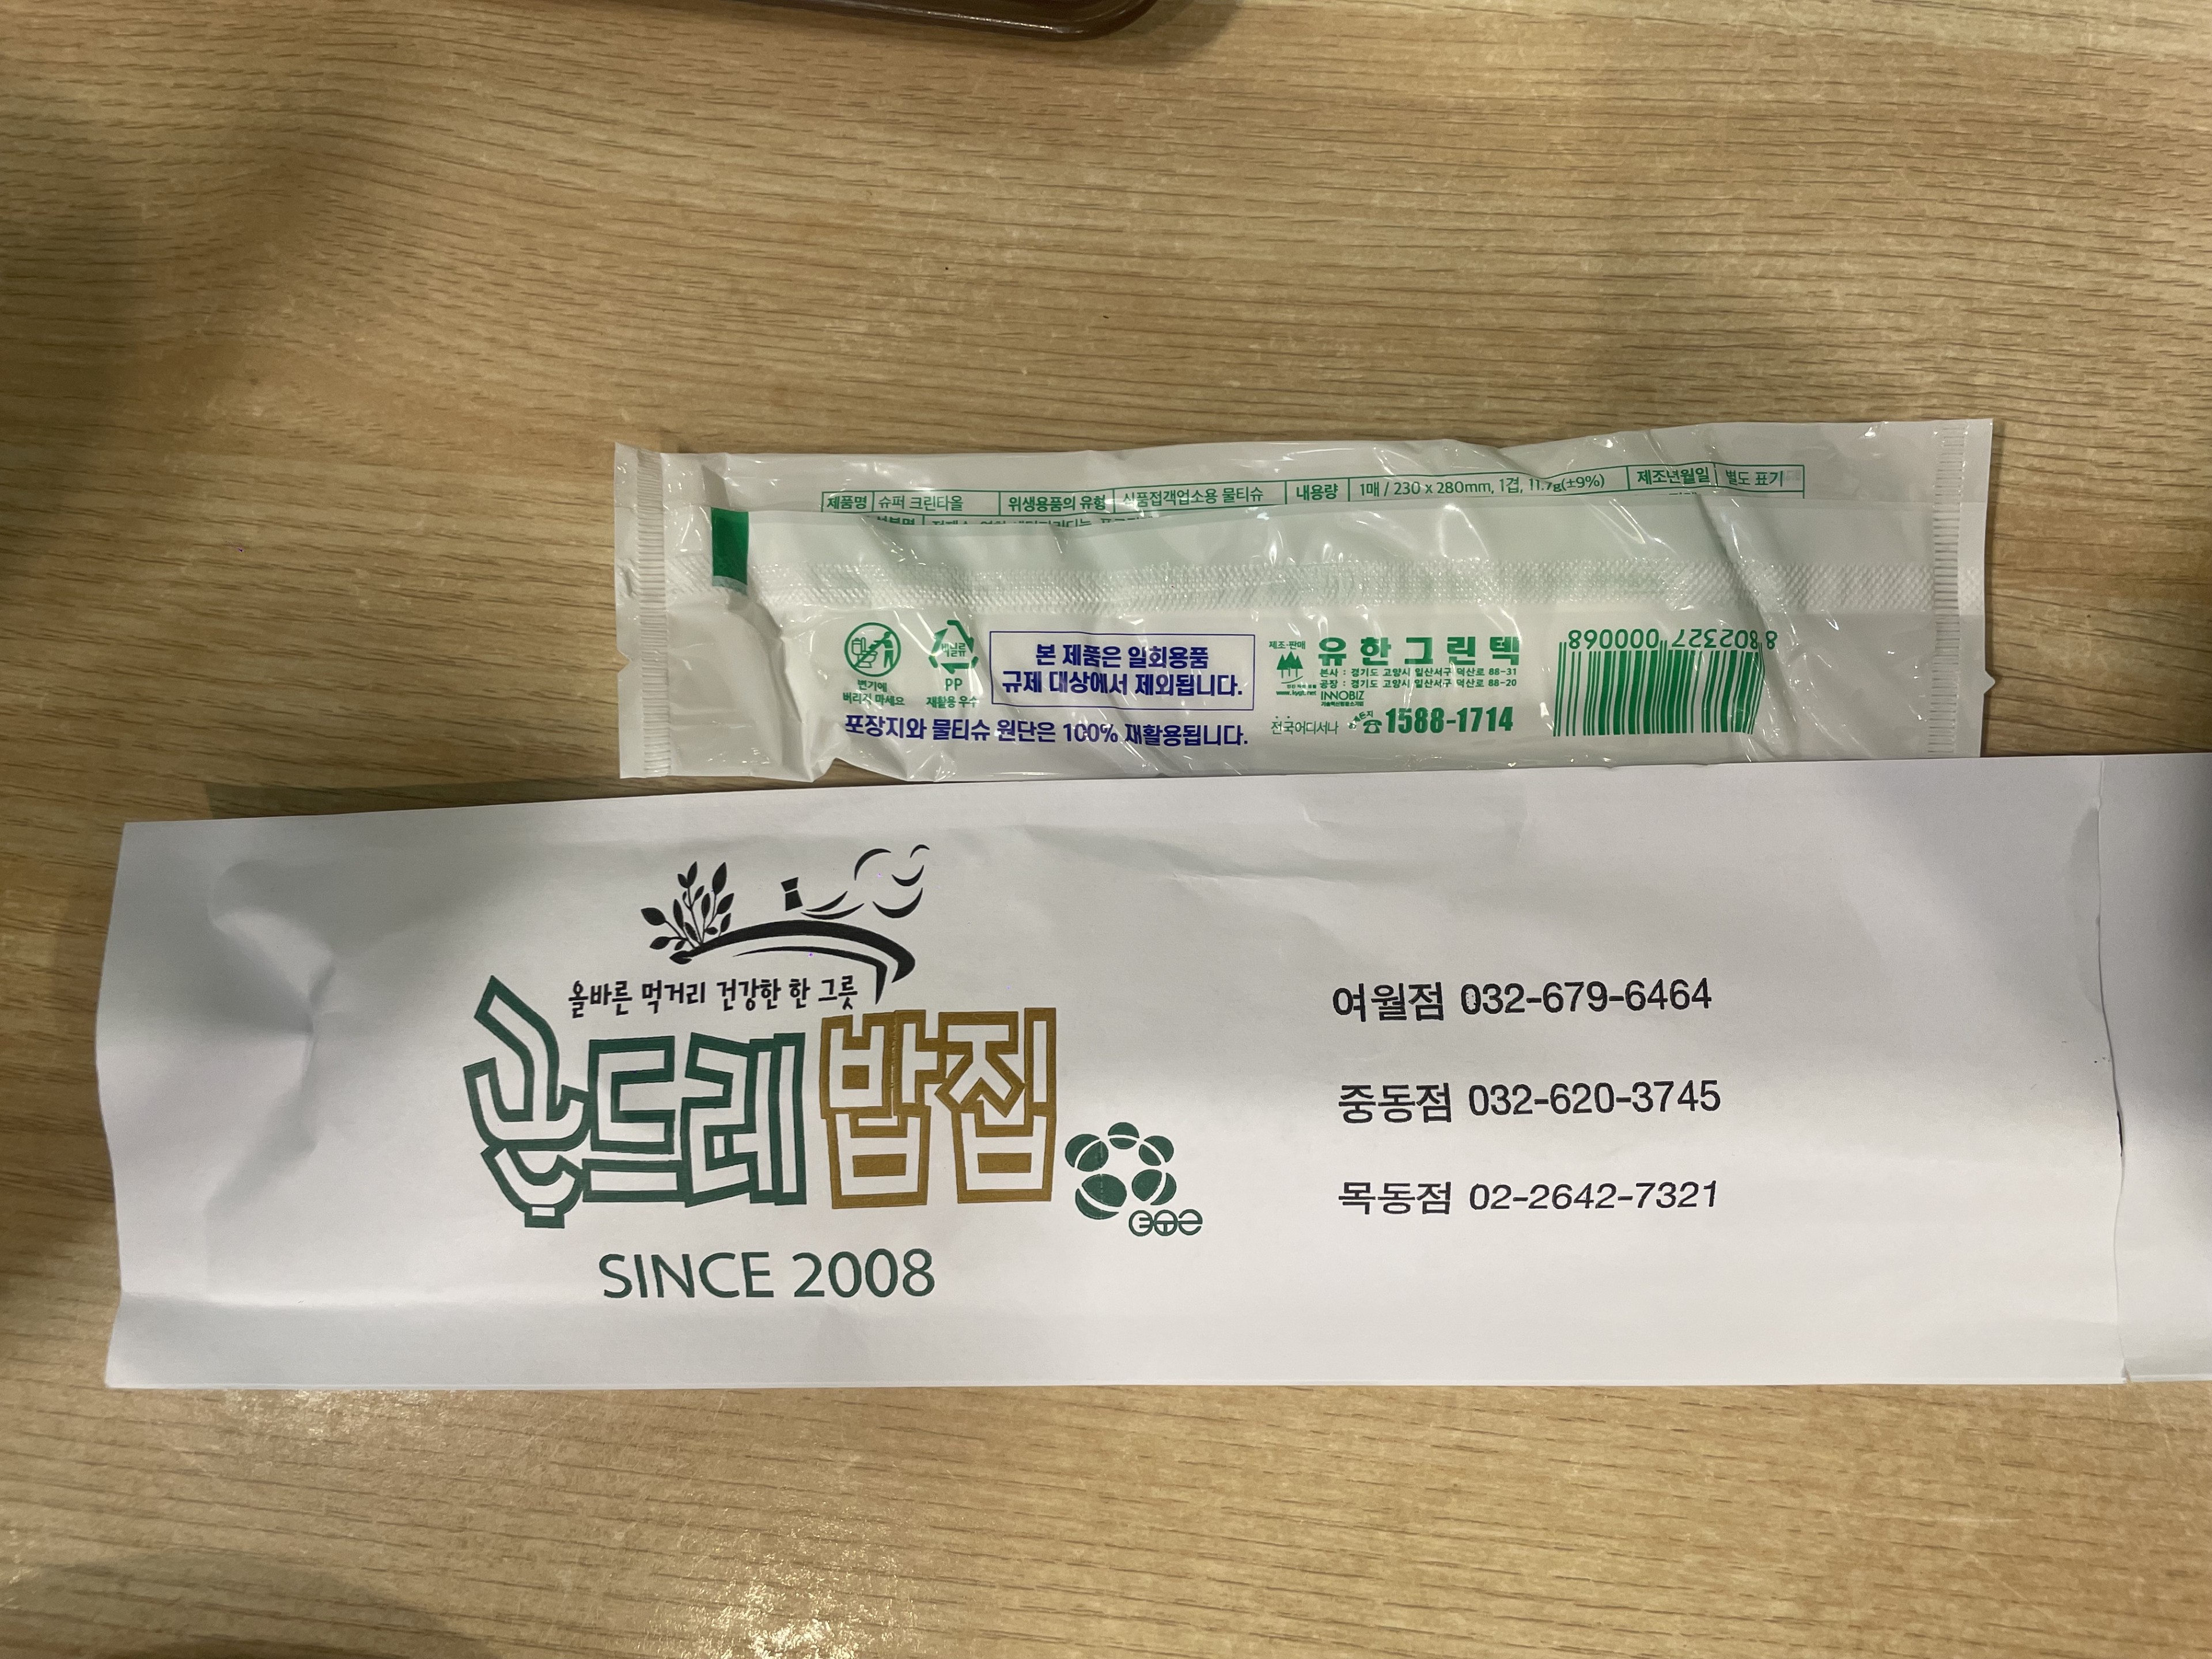 제품명 슈퍼 크린타올 위생용품의 유형 식품접객업소용 물티슈 내용량 1매 / 230 x 280mm, 1겹, 11.7g(±9%) 제조년월일 별도 표기
변기에
버리지 마세요
비닐류
PP
재활용 우수
본 제품은 일회용품
규제 대상에서 제외됩니다.
포장지와 물티슈 원단은 100% 재활용됩니다.
제조·판매
유한그린텍
본사 : 경기도 고양시 일산서구 덕산로 88-31
공장 : 경기도 고양시 일산서구 덕산로 88-20
INNOBIZ
전국어디서나 ☎1588-1714
8 802327 000068
올바른 먹거리 건강한 한 그릇
곤드레 밥집
SINCE 2008
여월점 032-679-6464
중동점 032-620-3745
목동점 02-2642-7321